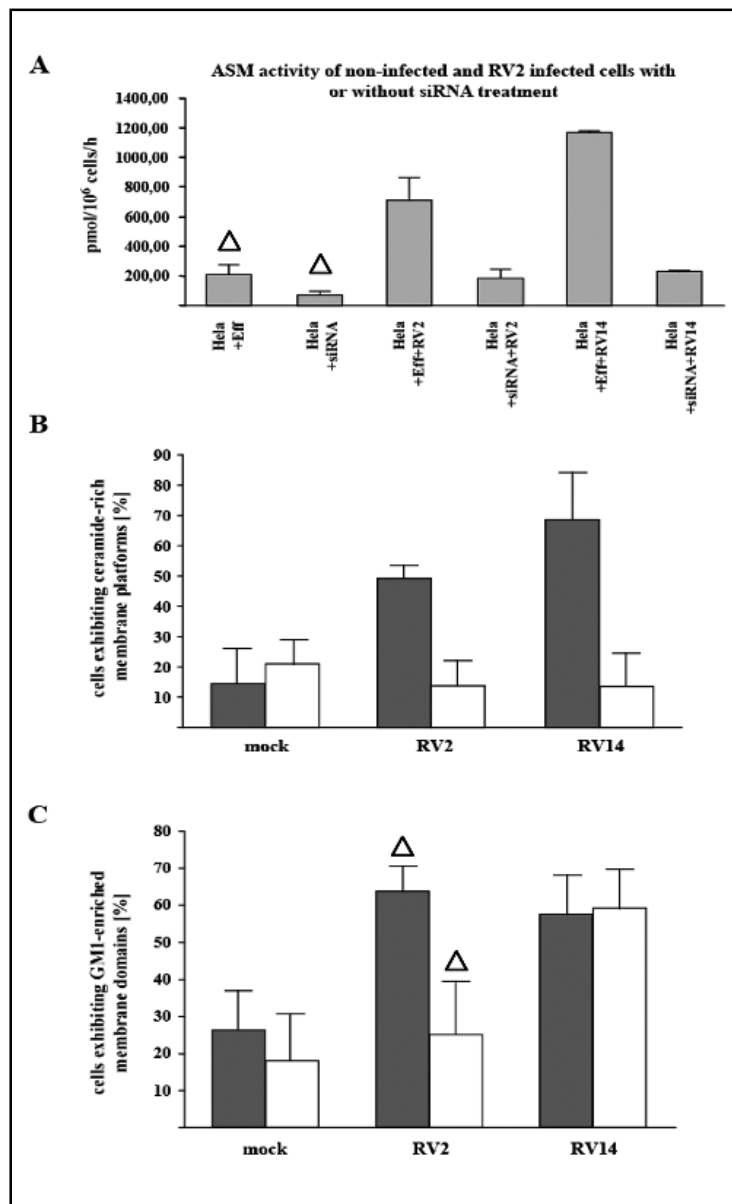 A
ASM activity of non-infected and RV2 infected cells with
or without siRNA treatment
pmol/10⁶ cells/h
1400,00
1200,00
1000,00
800,00
600,00
400,00
200,00
Hela
+Eff
Hela
+siRNA
Hela
+Eff+RV2
Hela
+siRNA+RV2
Hela
+Eff+RV14
Hela
+siRNA+RV14
B
cells exhibiting ceramide-rich
membrane platforms [%]
90
80
70
60
50
40
30
20
10
mock
RV2
RV14
C
cells exhibiting GM1-enriched
membrane domains [%]
80
70
60
50
40
30
20
10
mock
RV2
RV14